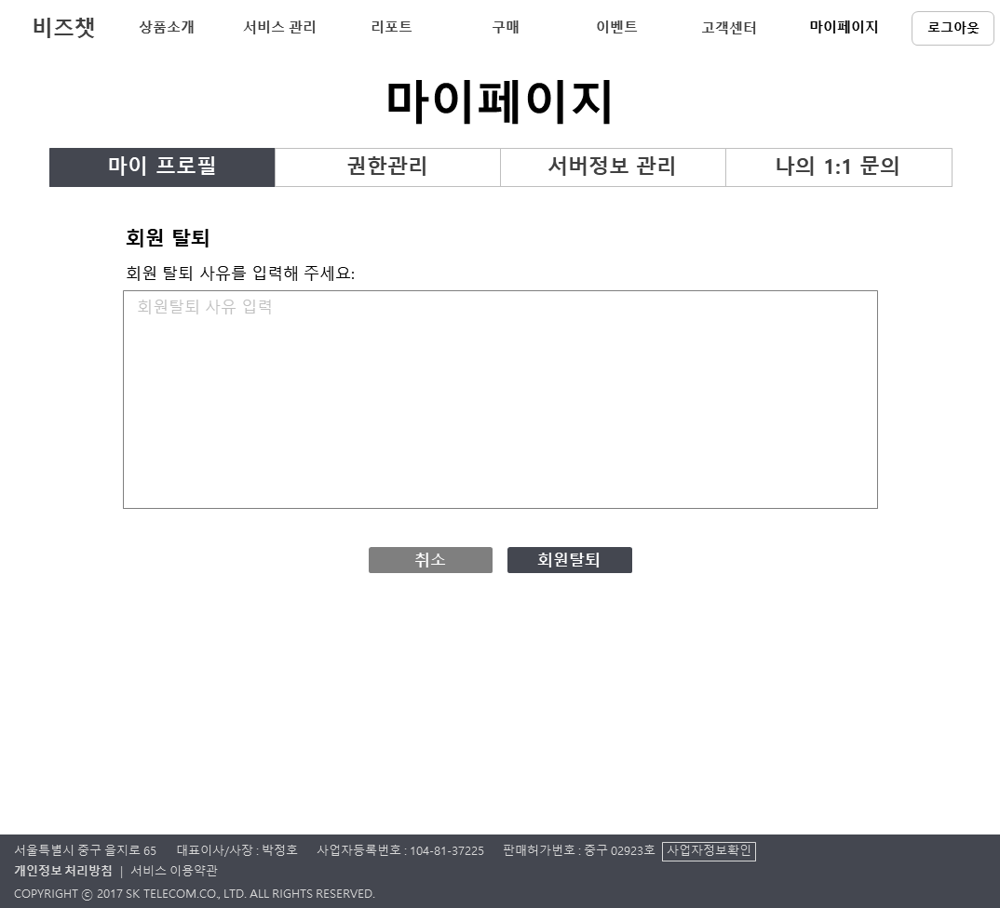 비즈챗 상품소개 서비스 관리 리포트 구매 이벤트 고객센터 마이페이지 로그아웃
마이페이지
마이 프로필 권한관리 서버정보 관리 나의 1:1 문의
회원 탈퇴
회원 탈퇴 사유를 입력해 주세요:
회원탈퇴 사유 입력
취소 회원탈퇴
서울특별시 중구 을지로 65 대표이사/사장 : 박정호 사업자등록번호 : 104-81-37225 판매허가번호 : 중구 02923호 사업자정보확인
개인정보 처리방침 | 서비스 이용약관
COPYRIGHT ⓒ 2017 SK TELECOM.CO., LTD. ALL RIGHTS RESERVED.